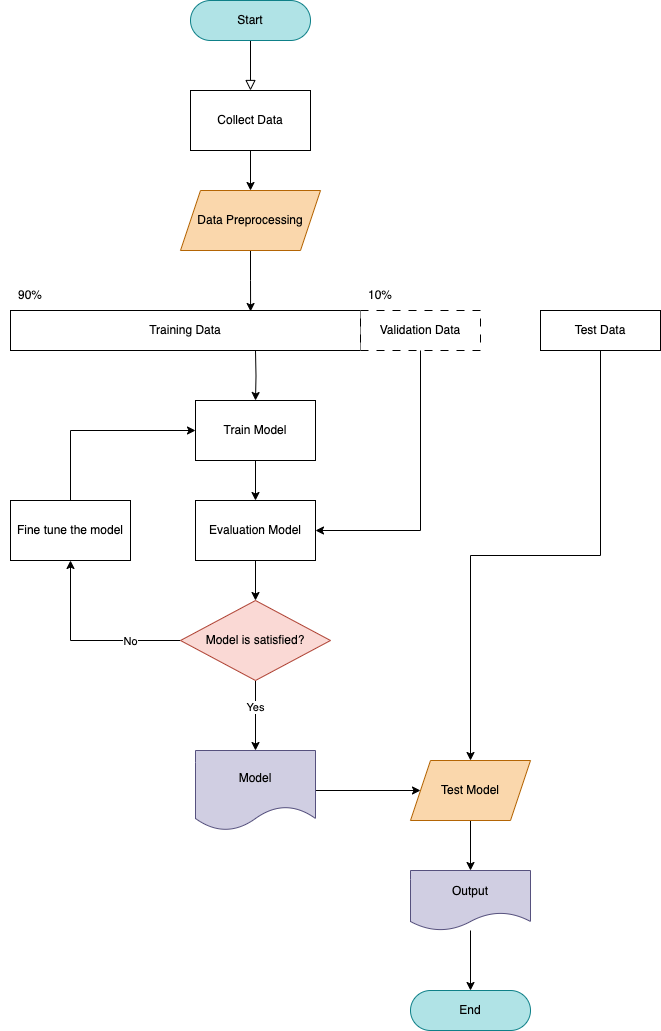 Start
Collect Data
Data Preprocessing
90%
10%
Training Data
Validation Data
Test Data
Train Model
Fine tune the model
Evaluation Model
Model is satisfied?
No
Yes
Model
Test Model
Output
End